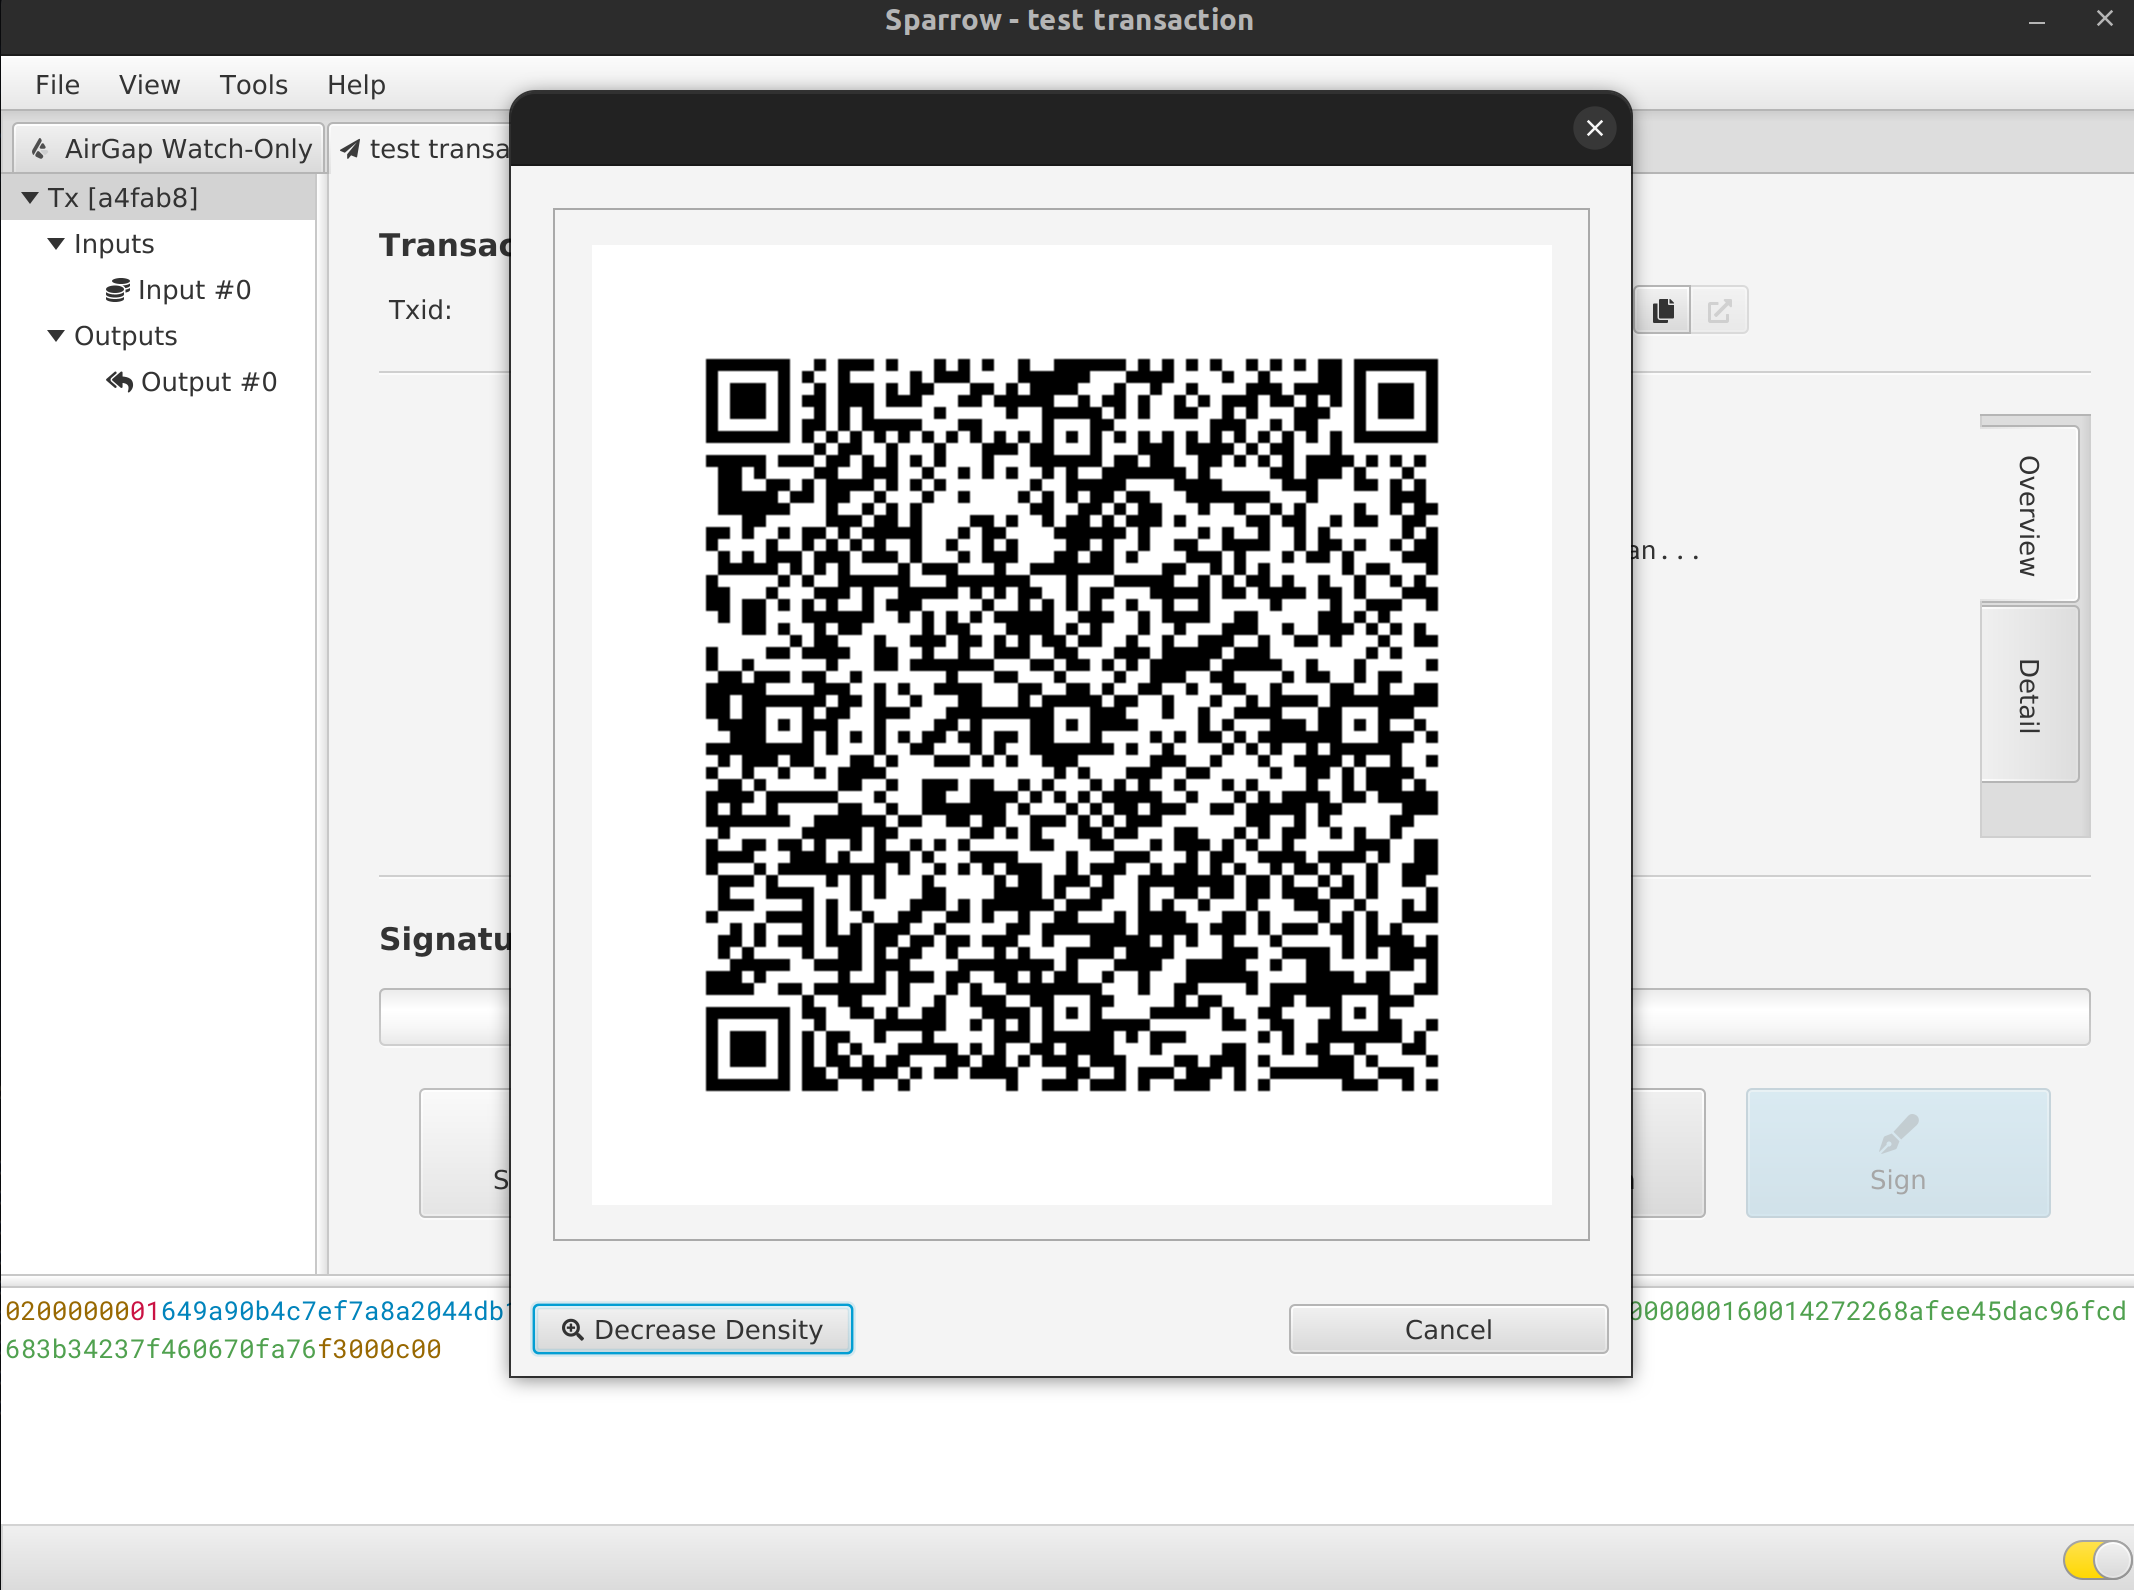 Sparrow - test transaction
File View Tools Help
AirGap Watch-Only
test transa
Tx [a4fab8]
Inputs
Input #0
Outputs
Output #0
Transac
Txid:
an...
Overview
Detail
Signatu
S
Sign
Decrease Density
Cancel
0200000001649a90b4c7ef7a8a2044db
000000160014272268afee45dac96fcd
683b34237f460670fa76f3000c00